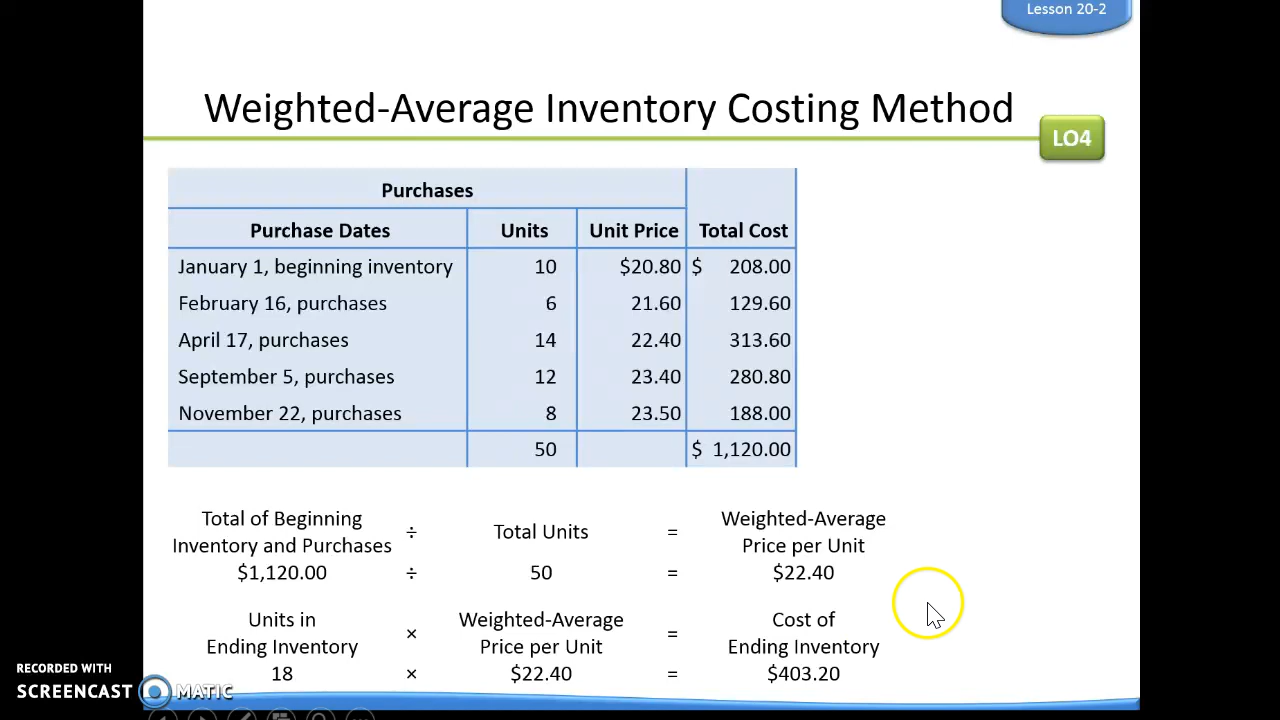 Lesson 20-2
Weighted-Average Inventory Costing Method
LO4
Purchases
Purchase Dates Units Unit Price Total Cost
January 1, beginning inventory 10 $20.80 $ 208.00
February 16, purchases 6 21.60 129.60
April 17, purchases 14 22.40 313.60
September 5, purchases 12 23.40 280.80
November 22, purchases 8 23.50 188.00
50 $ 1,120.00
Total of Beginning Weighted-Average
÷ Total Units =
Inventory and Purchases Price per Unit
$1,120.00 ÷ 50 = $22.40
Units in Weighted-Average Cost of
× =
Ending Inventory Price per Unit Ending Inventory
18 × $22.40 = $403.20
RECORDED WITH
SCREENCAST MATIC